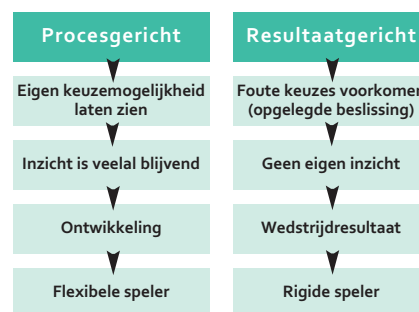 Procesgericht
Eigen keuzemogelijkheid
laten zien
Inzicht is veelal blijvend
Ontwikkeling
Flexibele speler
Resultaatgericht
Foute keuzes voorkomen
(opgelegde beslissing)
Geen eigen inzicht
Wedstrijdresultaat
Rigide speler